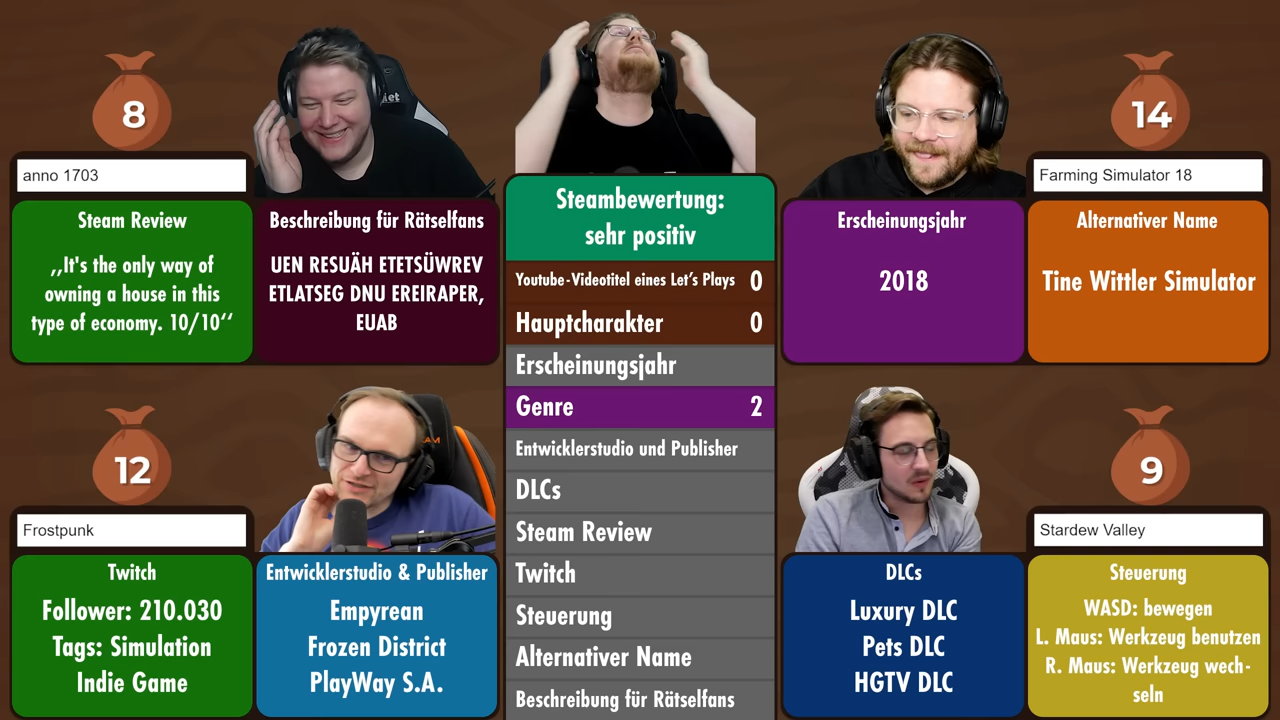 8
anno 1703
Steam Review
,,It's the only way of
owning a house in this
type of economy. 10/10‘‘
Beschreibung für Rätselfans
UEN RESUÄH ETETSÜWREV
ETLATSEG DNU EREIRAPER,
EUAB
Steambewertung:
sehr positiv
Youtube-Videotitel eines Let’s Plays 0
Hauptcharakter 0
Erscheinungsjahr
Genre 2
Entwicklerstudio und Publisher
DLCs
Steam Review
Twitch
Steuerung
Alternativer Name
Beschreibung für Rätselfans
14
Farming Simulator 18
Erscheinungsjahr
2018
Alternativer Name
Tine Wittler Simulator
12
Frostpunk
Twitch
Follower: 210.030
Tags: Simulation
Indie Game
Entwicklerstudio & Publisher
Empyrean
Frozen District
PlayWay S.A.
9
Stardew Valley
DLCs
Luxury DLC
Pets DLC
HGTV DLC
Steuerung
WASD: bewegen
L. Maus: Werkzeug benutzen
R. Maus: Werkzeug wech-
seln